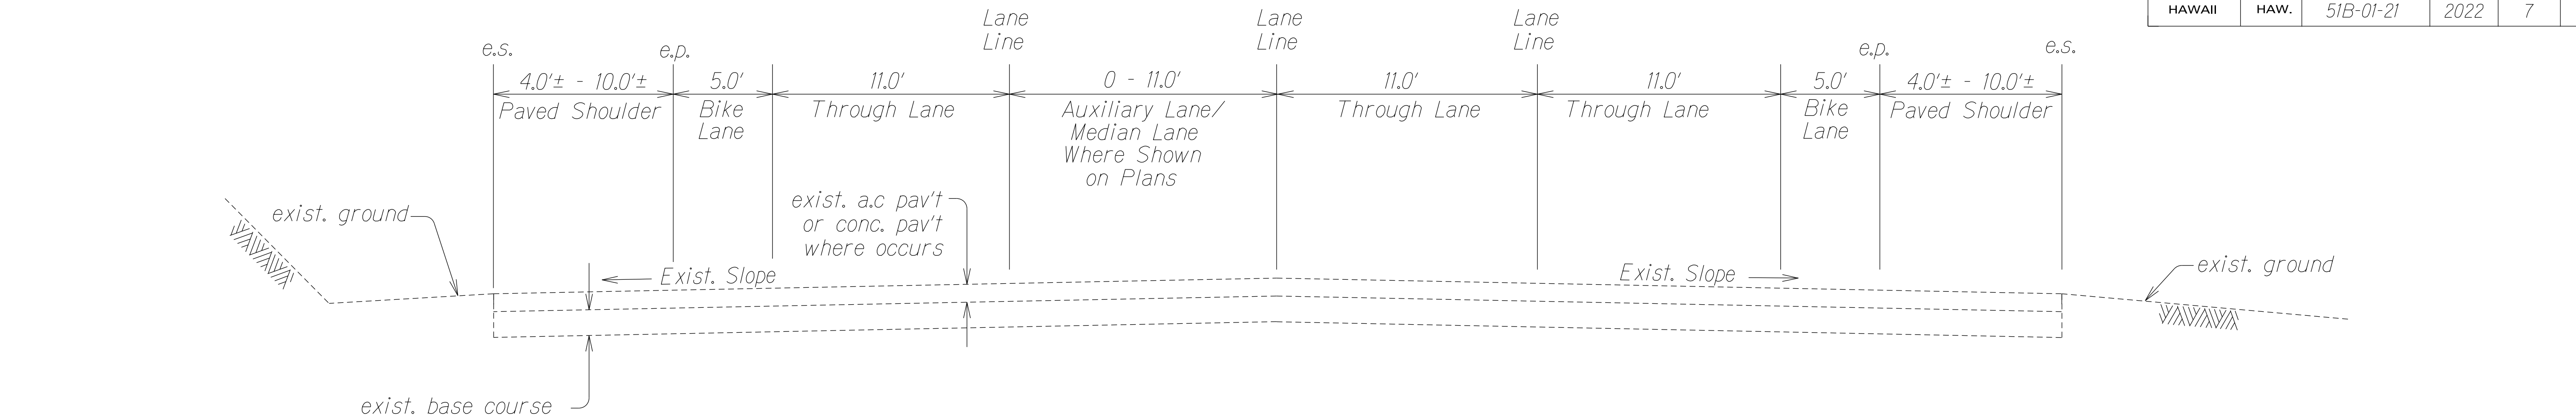 HAWAII HAW. 51B-01-21 2022 7
Lane
Line
Lane
Line
Lane
Line
e.s.
e.p.
e.p.
e.s.
4.0'± - 10.0'±
Paved Shoulder
5.0'
Bike
Lane
11.0'
Through Lane
0 - 11.0'
Auxiliary Lane/
Median Lane
Where Shown
on Plans
11.0'
Through Lane
11.0'
Through Lane
5.0'
Bike
Lane
4.0'± - 10.0'±
Paved Shoulder
exist. ground
exist. a.c pav't
or conc. pav't
where occurs
Exist. Slope
Exist. Slope
exist. ground
exist. base course